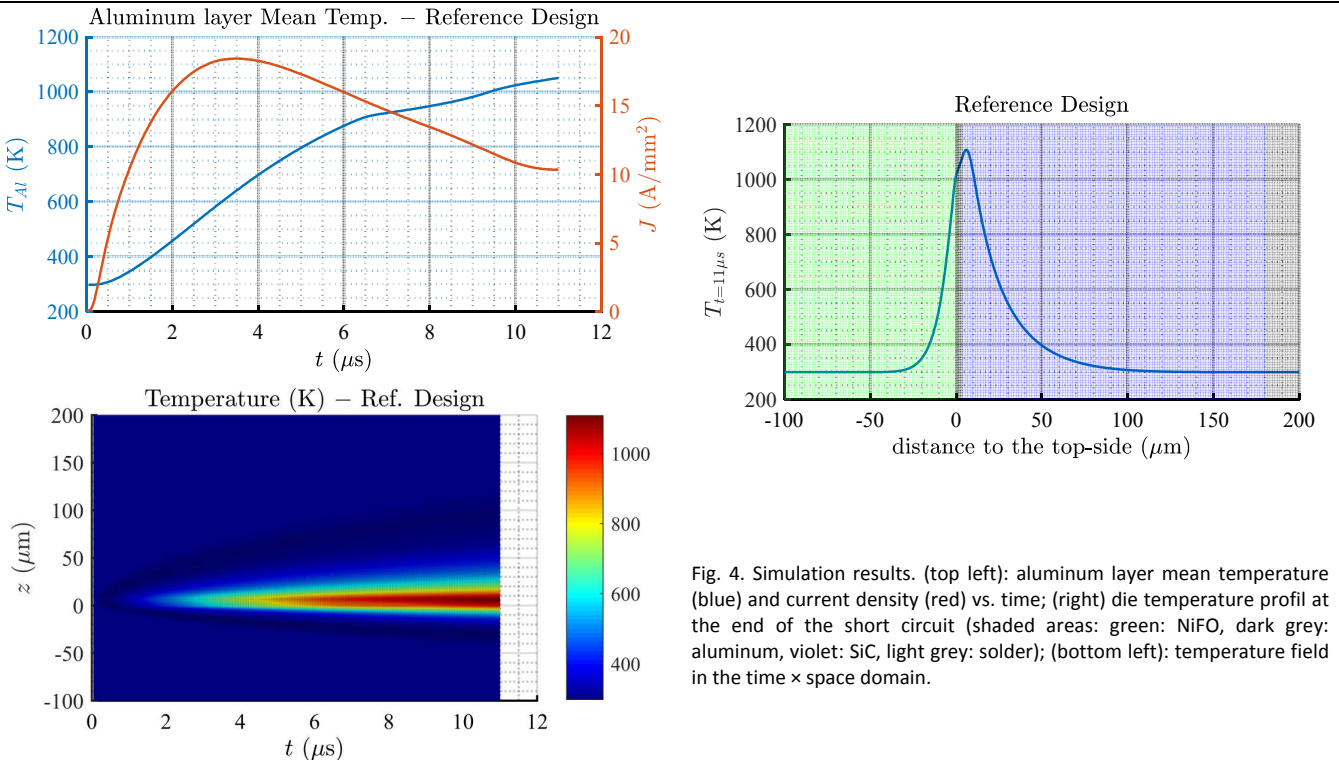 Aluminum layer Mean Temp. – Reference Design
1200
1000
800
600
400
200
T_Al (K)
20
15
10
5
0
J (A/mm²)
0 2 4 6 8 10 12
t (μs)
Temperature (K) – Ref. Design
200
150
100
50
0
-50
-100
z (μm)
1000
800
600
400
0 2 4 6 8 10 12
t (μs)
Reference Design
1200
1000
800
600
400
200
T_{t=11μs} (K)
-100 -50 0 50 100 150 200
distance to the top-side (μm)
Fig. 4. Simulation results. (top left): aluminum layer mean temperature
(blue) and current density (red) vs. time; (right) die temperature profil at
the end of the short circuit (shaded areas: green: NiFO, dark grey:
aluminum, violet: SiC, light grey: solder); (bottom left): temperature field
in the time × space domain.